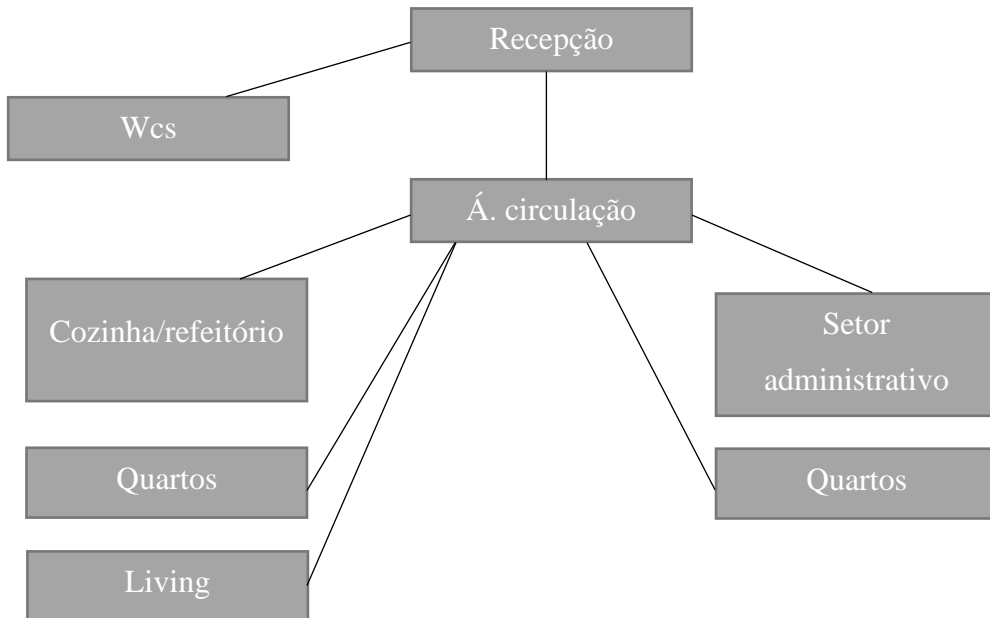 Recepção
Wcs
Á. circulação
Cozinha/refeitório
Setor
administrativo
Quartos
Quartos
Living